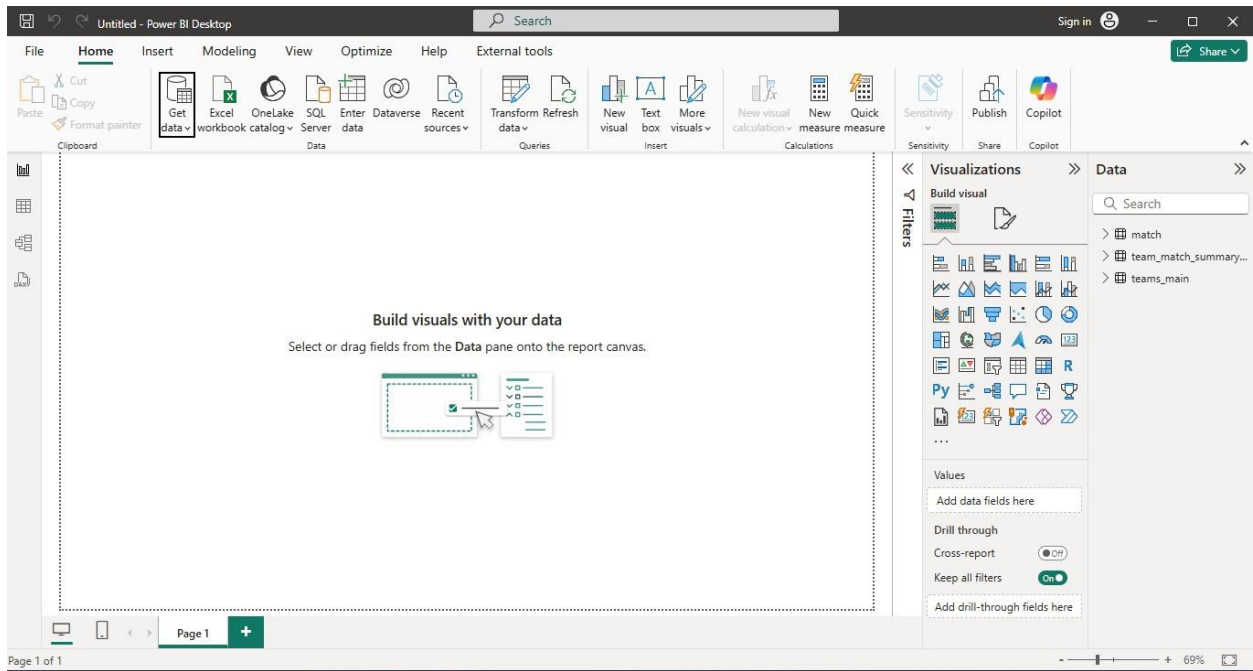 Untitled - Power BI Desktop
Search
Sign in
File Home Insert Modeling View Optimize Help External tools
Share
Paste
Cut
Copy
Format painter
Clipboard
Get data
Excel workbook
OneLake catalog
SQL Server
Enter data
Dataverse
Recent sources
Data
Transform data
Refresh
Queries
New visual
Text box
More visuals
Insert
New visual calculation
New measure
Quick measure
Calculations
Sensitivity
Sensitivity
Publish
Share
Copilot
Copilot
Build visuals with your data
Select or drag fields from the Data pane onto the report canvas.
Filters
Visualizations
Build visual
123
R
Py
123
...
Values
Add data fields here
Drill through
Cross-report
Off
Keep all filters
On
Add drill-through fields here
Data
Search
match
team_match_summary...
teams_main
Page 1
Page 1 of 1
69%